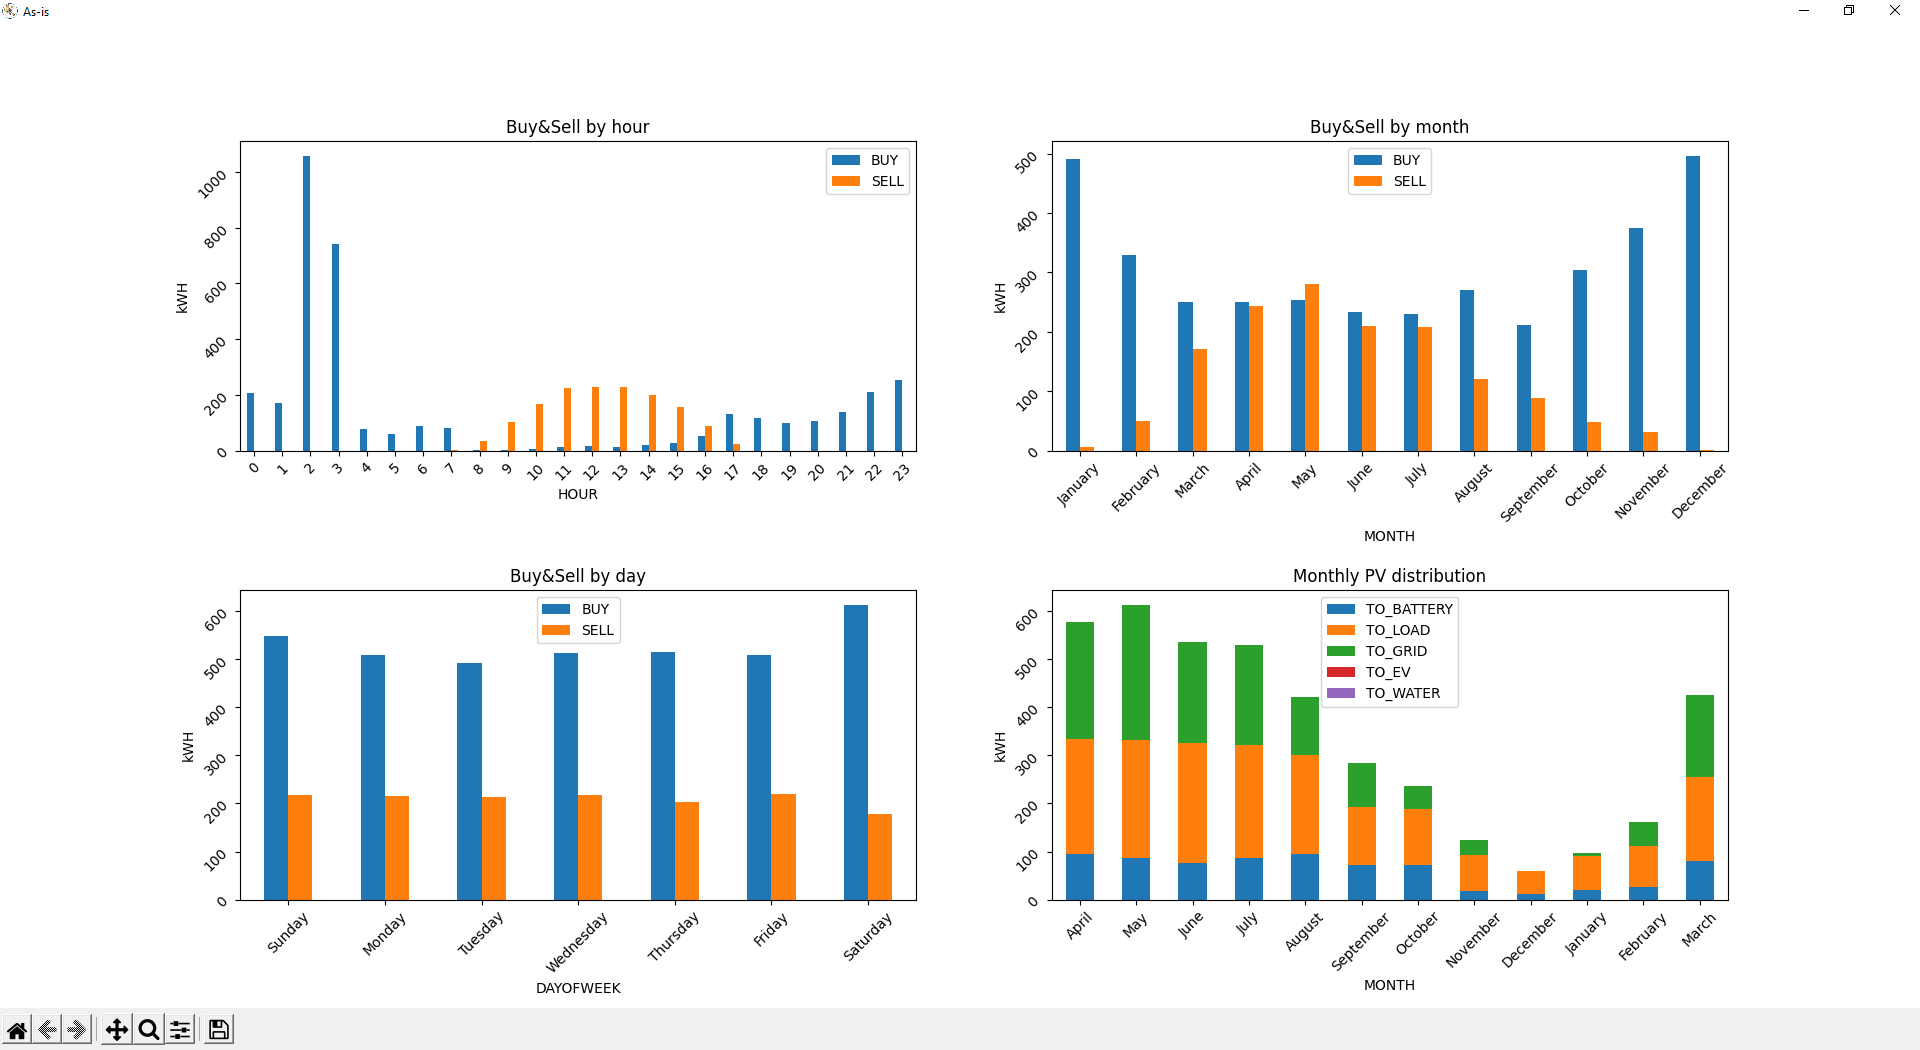 As-is
Buy&Sell by hour
BUY
SELL
kWH
1000
800
600
400
200
0
0 1 2 3 4 5 6 7 8 9 10 11 12 13 14 15 16 17 18 19 20 21 22 23
HOUR
Buy&Sell by month
BUY
SELL
kWH
500
400
300
200
100
0
January February March April May June July August September October November December
MONTH
Buy&Sell by day
BUY
SELL
kWH
600
500
400
300
200
100
0
Sunday Monday Tuesday Wednesday Thursday Friday Saturday
DAYOFWEEK
Monthly PV distribution
TO_BATTERY
TO_LOAD
TO_GRID
TO_EV
TO_WATER
kWH
600
500
400
300
200
100
0
April May June July August September October November December January February March
MONTH